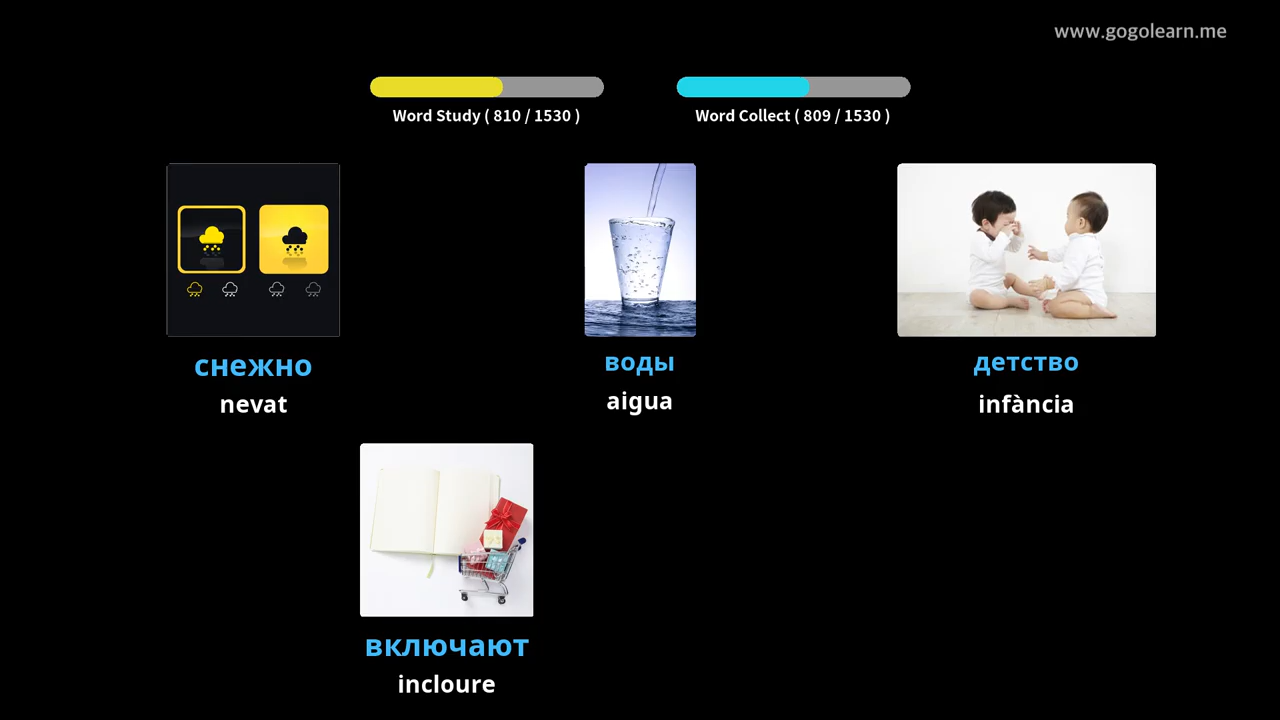 www.gogolearn.me
Word Study ( 810 / 1530 )
Word Collect ( 809 / 1530 )
снежно
nevat
воды
aigua
детство
infància
включают
incloure